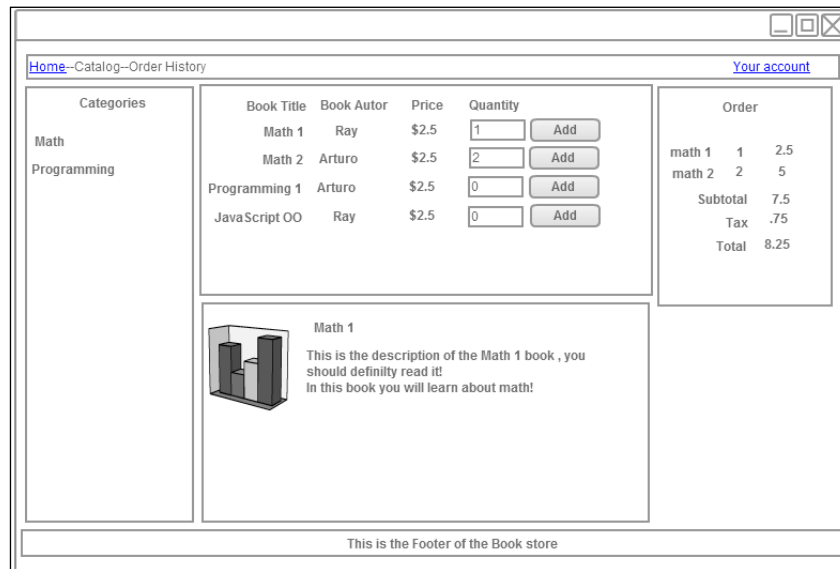 Home--Catalog--Order History
Your account
Categories
Math
Programming
Book Title Book Autor Price Quantity
Math 1 Ray $2.5 1 Add
Math 2 Arturo $2.5 2 Add
Programming 1 Arturo $2.5 0 Add
JavaScript OO Ray $2.5 0 Add
Order
math 1 1 2.5
math 2 2 5
Subtotal 7.5
Tax .75
Total 8.25
Math 1
This is the description of the Math 1 book , you
should definilty read it!
In this book you will learn about math!
This is the Footer of the Book store